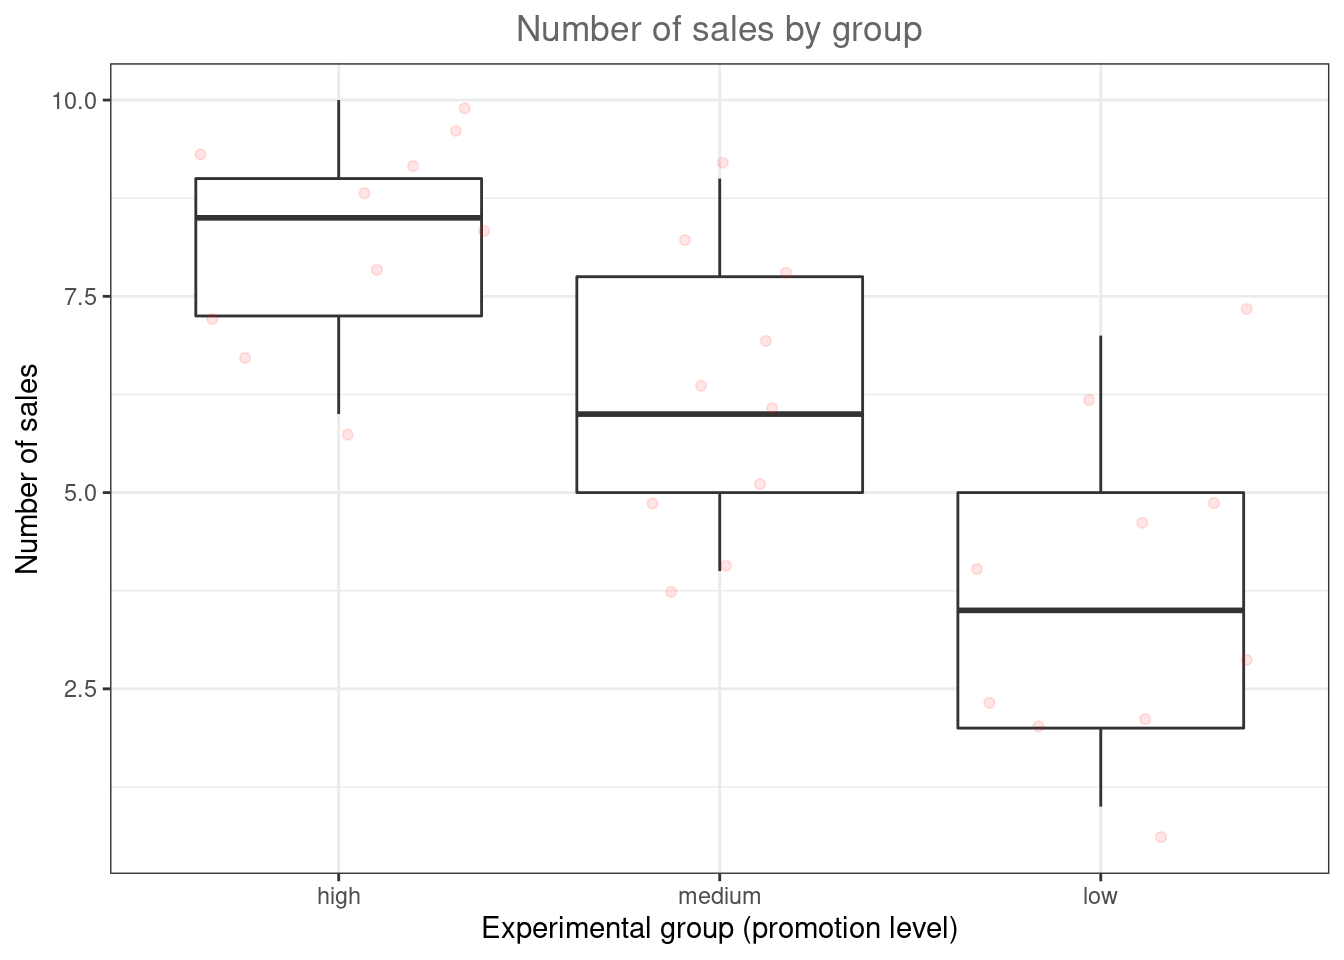 Number of sales by group
Number of sales
10.0
7.5
5.0
2.5
high medium low
Experimental group (promotion level)